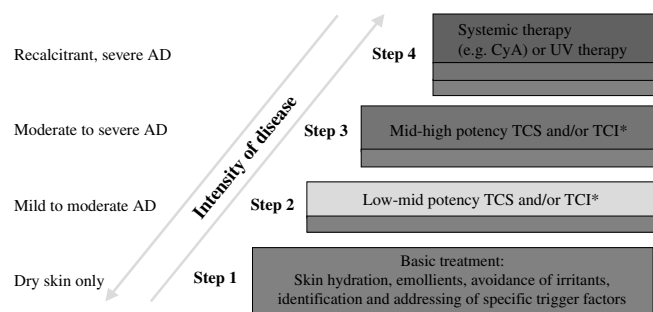 Recalcitrant, severe AD
Step 4
Systemic therapy
(e.g. CyA) or UV therapy
Moderate to severe AD
Step 3
Mid-high potency TCS and/or TCI*
Intensity of disease
Mild to moderate AD
Step 2
Low-mid potency TCS and/or TCI*
Dry skin only
Step 1
Basic treatment:
Skin hydration, emollients, avoidance of irritants,
identification and addressing of specific trigger factors